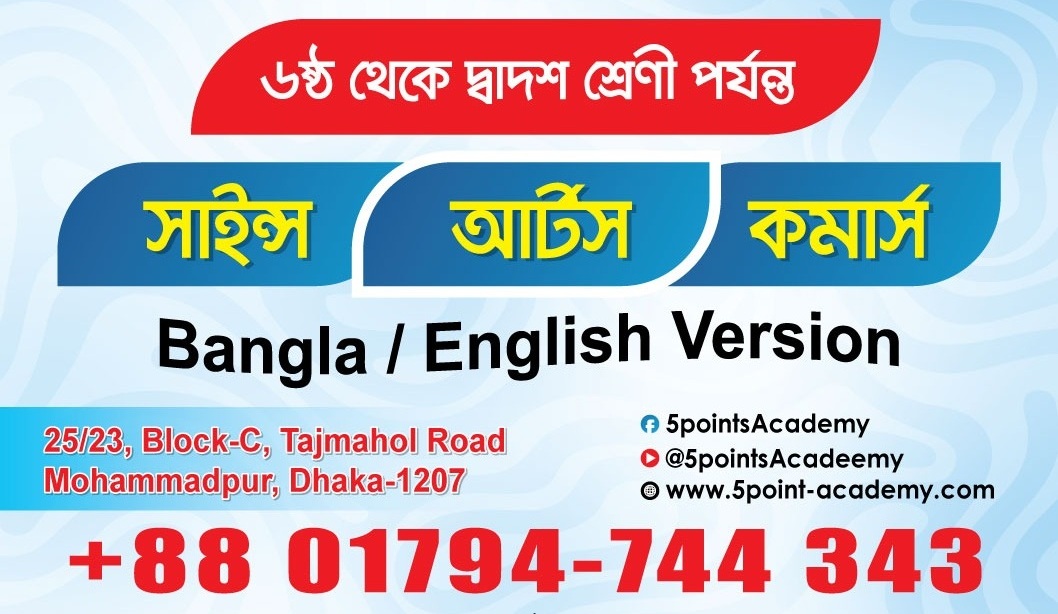 ৬ষ্ঠ থেকে দ্বাদশ শ্রেণী পর্যন্ত
সাইন্স আর্টস কমার্স
Bangla / English Version
25/23, Block-C, Tajmahol Road
Mohammadpur, Dhaka-1207
5pointsAcademy
@5pointsAcadeemy
www.5point-academy.com
+88 01794-744 343